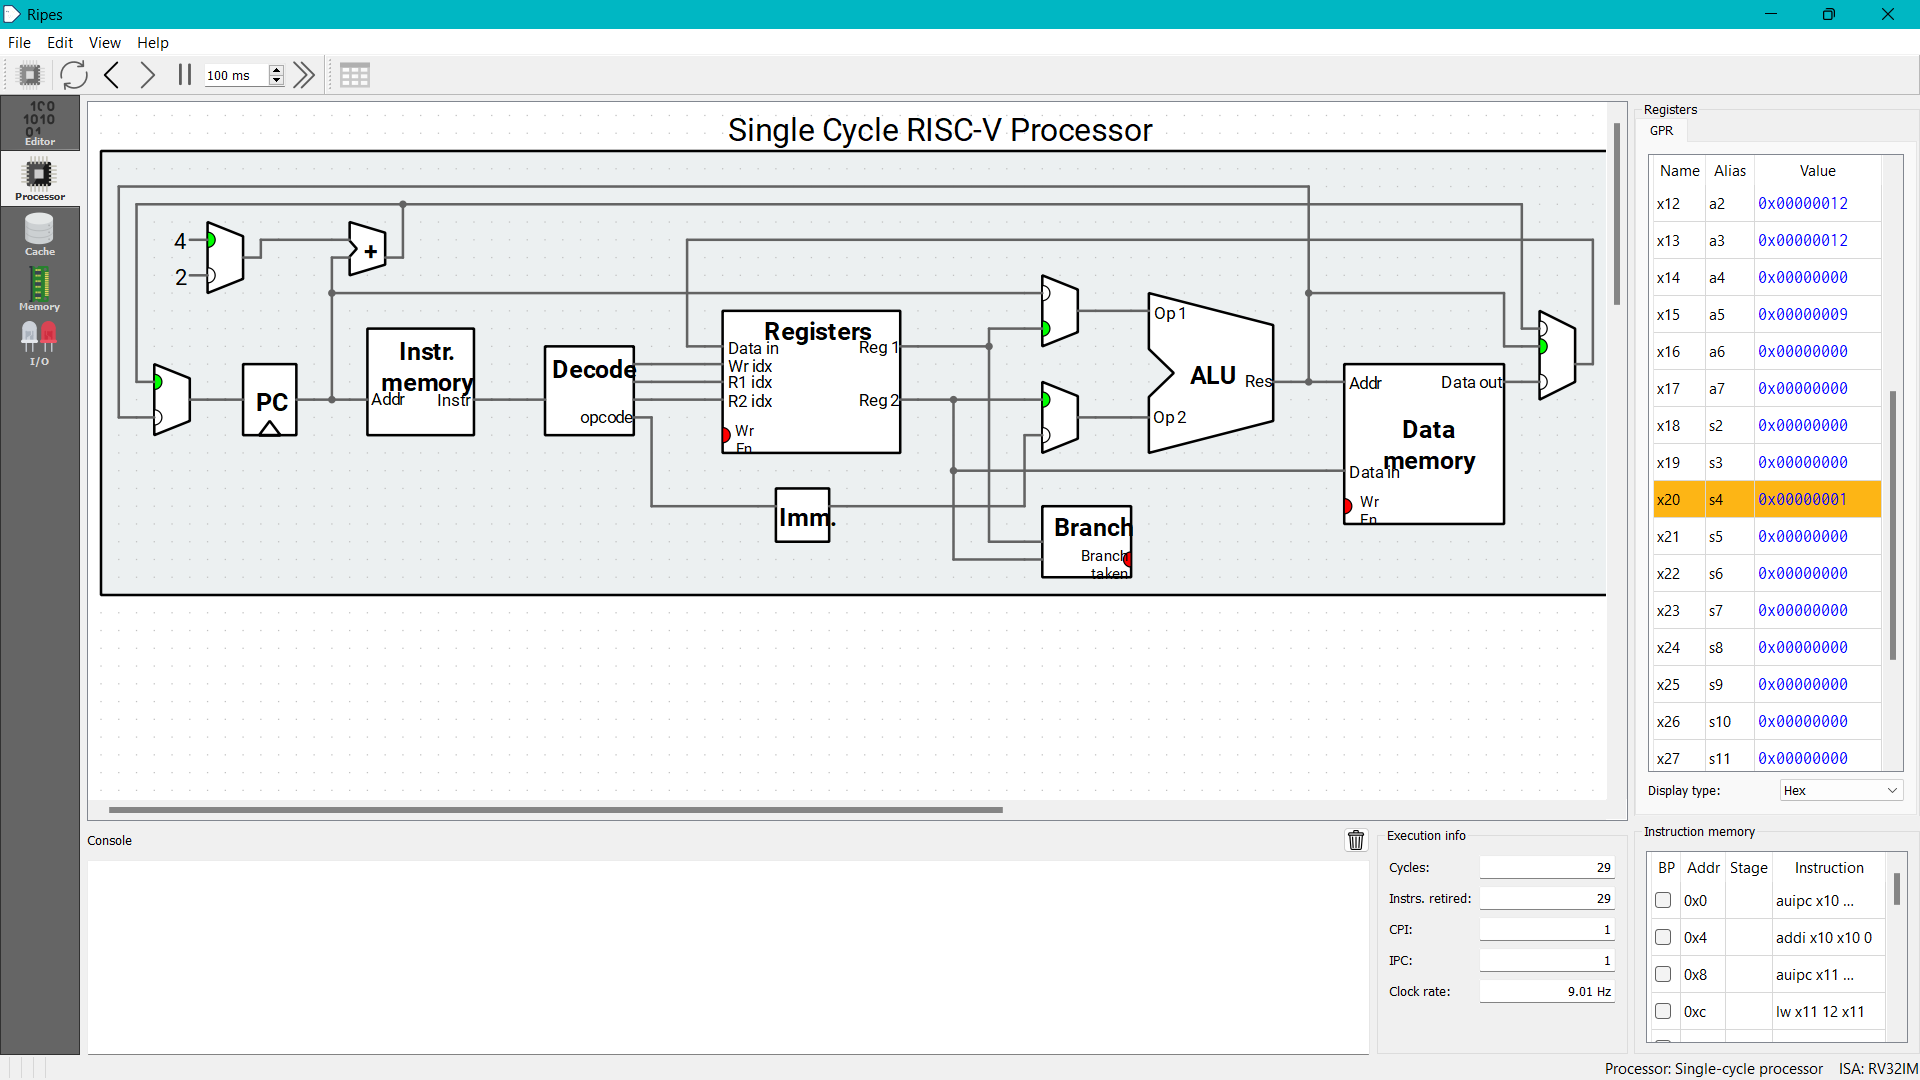 Ripes
File Edit View Help
100 ms
Editor
Processor
Cache
Memory
I/O
Single Cycle RISC-V Processor
4
2
+
PC
Instr. memory
Addr
Instr
Decode
opcode
Registers
Data in
Wr idx
R1 idx
R2 idx
Wr En
Reg 1
Reg 2
Imm.
Op 1
Op 2
ALU
Res
Branch
Branch taken
Addr
Data out
Data memory
Data in
Wr En
Registers
GPR
Name Alias Value
x12 a2 0x00000012
x13 a3 0x00000012
x14 a4 0x00000000
x15 a5 0x00000009
x16 a6 0x00000000
x17 a7 0x00000000
x18 s2 0x00000000
x19 s3 0x00000000
x20 s4 0x00000001
x21 s5 0x00000000
x22 s6 0x00000000
x23 s7 0x00000000
x24 s8 0x00000000
x25 s9 0x00000000
x26 s10 0x00000000
x27 s11 0x00000000
Display type: Hex
Console
Execution info
Cycles: 29
Instrs. retired: 29
CPI: 1
IPC: 1
Clock rate: 9.01 Hz
Instruction memory
BP Addr Stage Instruction
0x0 auipc x10 ...
0x4 addi x10 x10 0
0x8 auipc x11 ...
0xc lw x11 12 x11
Processor: Single-cycle processor ISA: RV32IM